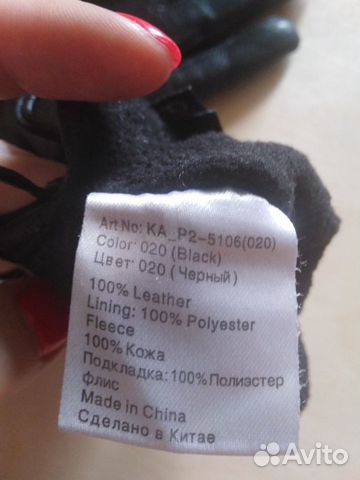 Art No: KA_P2-5106(020)
Color: 020 (Black)
Цвет: 020 (Черный)
100% Leather
Lining: 100% Polyester
Fleece
100% Кожа
Подкладка: 100% Полиэстер
флис
Made in China
Сделано в Китае
Avito